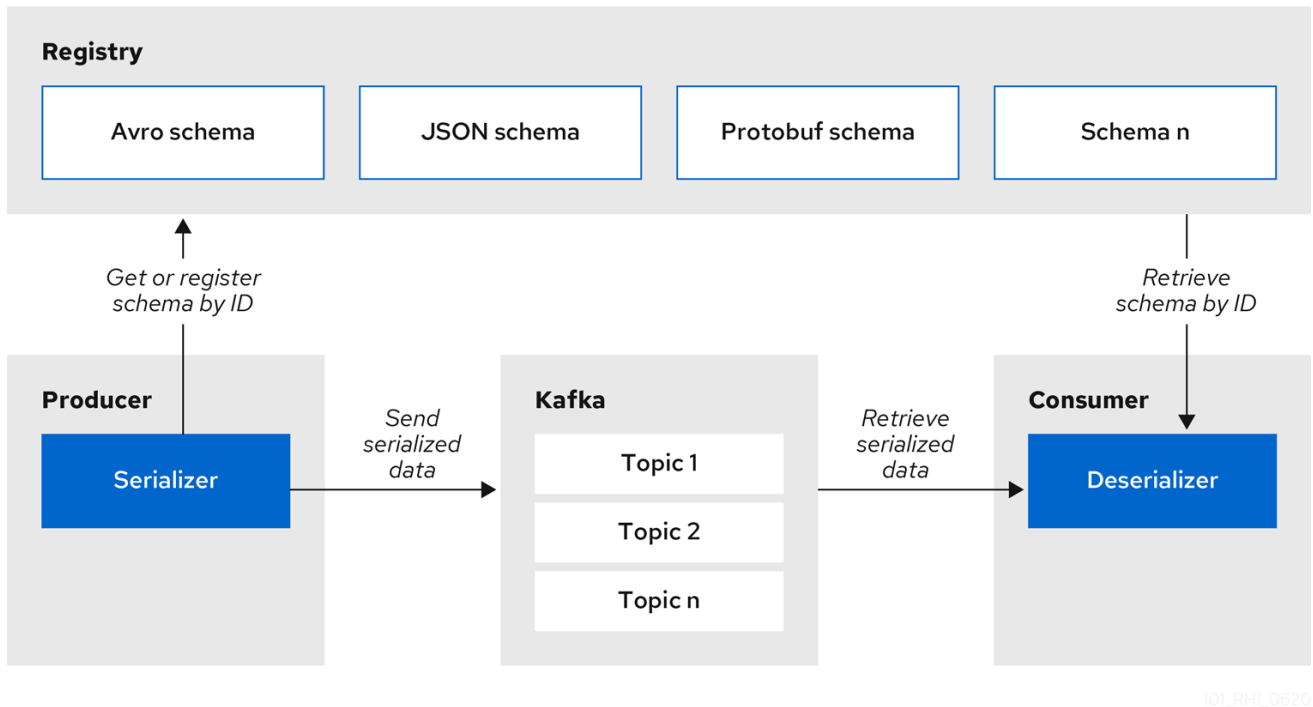 Registry
Avro schema
JSON schema
Protobuf schema
Schema n
Get or register
schema by ID
Retrieve
schema by ID
Producer
Serializer
Send
serialized
data
Kafka
Topic 1
Topic 2
Topic n
Retrieve
serialized
data
Consumer
Deserializer
101_RHI_0620